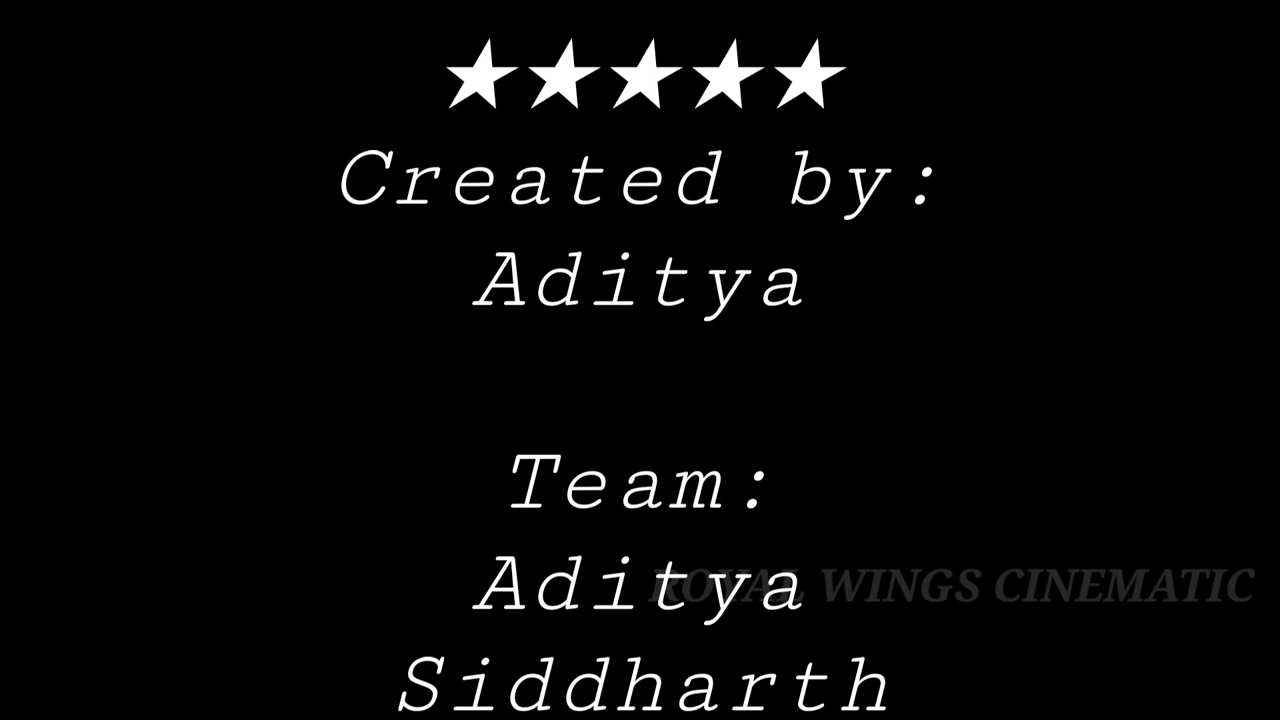 ★★★★★
Created by:
Aditya
Team:
Aditya
ROYAL WINGS CINEMATIC
Siddharth